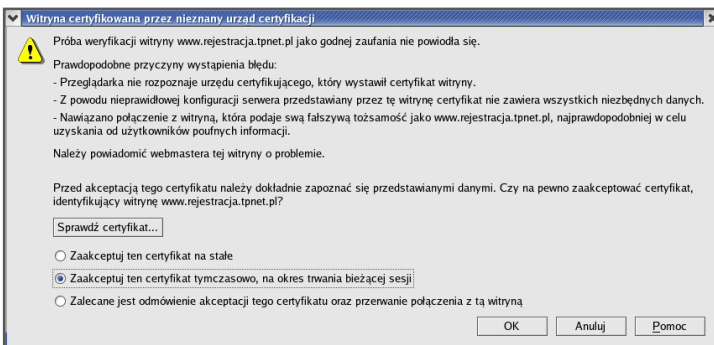 Witryna certyfikowana przez nieznany urząd certyfikacji
Próba weryfikacji witryny www.rejestracja.tpnet.pl jako godnej zaufania nie powiodła się.
Prawdopodobne przyczyny wystąpienia błędu:
- Przeglądarka nie rozpoznaje urzędu certyfikującego, który wystawił certyfikat witryny.
- Z powodu nieprawidłowej konfiguracji serwera przedstawiany przez tę witrynę certyfikat nie zawiera wszystkich niezbędnych danych.
- Nawiązano połączenie z witryną, która podaje swą fałszywą tożsamość jako www.rejestracja.tpnet.pl, najprawdopodobniej w celu
uzyskania od użytkowników poufnych informacji.
Należy powiadomić webmastera tej witryny o problemie.
Przed akceptacją tego certyfikatu należy dokładnie zapoznać się przedstawianymi danymi. Czy na pewno zaakceptować certyfikat,
identyfikujący witrynę www.rejestracja.tpnet.pl?
Sprawdź certyfikat...
Zaakceptuj ten certyfikat na stałe
Zaakceptuj ten certyfikat tymczasowo, na okres trwania bieżącej sesji
Zalecane jest odmówienie akceptacji tego certyfikatu oraz przerwanie połączenia z tą witryną
OK Anuluj Pomoc